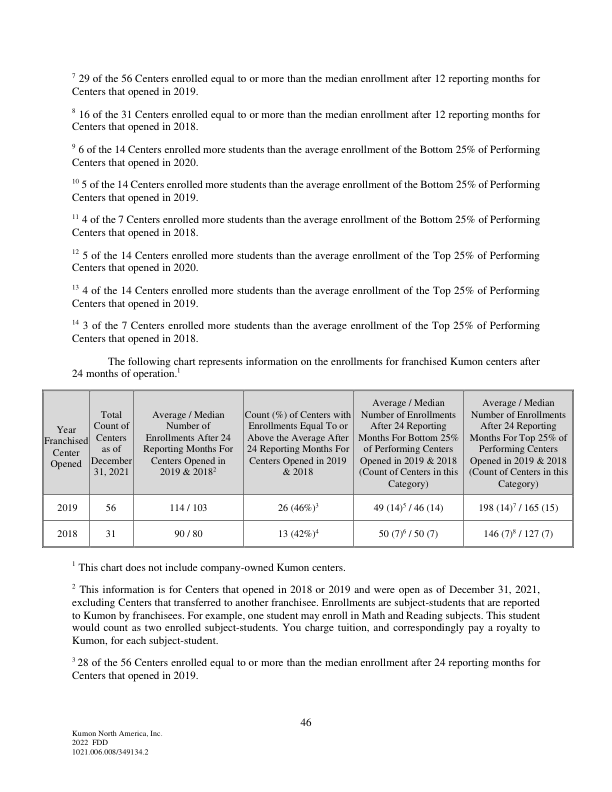 7 29 of the 56 Centers enrolled equal to or more than the median enrollment after 12 reporting months for
Centers that opened in 2019.
8 16 of the 31 Centers enrolled equal to or more than the median enrollment after 12 reporting months for
Centers that opened in 2018.
9 6 of the 14 Centers enrolled more students than the average enrollment of the Bottom 25% of Performing
Centers that opened in 2020.
10 5 of the 14 Centers enrolled more students than the average enrollment of the Bottom 25% of Performing
Centers that opened in 2019.
11 4 of the 7 Centers enrolled more students than the average enrollment of the Bottom 25% of Performing
Centers that opened in 2018.
12 5 of the 14 Centers enrolled more students than the average enrollment of the Top 25% of Performing
Centers that opened in 2020.
13 4 of the 14 Centers enrolled more students than the average enrollment of the Top 25% of Performing
Centers that opened in 2019.
14 3 of the 7 Centers enrolled more students than the average enrollment of the Top 25% of Performing
Centers that opened in 2018.
The following chart represents information on the enrollments for franchised Kumon centers after
24 months of operation.1
Year
Franchised
Center
Opened
Total
Count of
Centers
as of
December
31, 2021
Average / Median
Number of
Enrollments After 24
Reporting Months For
Centers Opened in
2019 & 20182
Count (%) of Centers with
Enrollments Equal To or
Above the Average After
24 Reporting Months For
Centers Opened in 2019
& 2018
Average / Median
Number of Enrollments
After 24 Reporting
Months For Bottom 25%
of Performing Centers
Opened in 2019 & 2018
(Count of Centers in this
Category)
Average / Median
Number of Enrollments
After 24 Reporting
Months For Top 25% of
Performing Centers
Opened in 2019 & 2018
(Count of Centers in this
Category)
2019 56 114 / 103 26 (46%)3 49 (14)5 / 46 (14) 198 (14)7 / 165 (15)
2018 31 90 / 80 13 (42%)4 50 (7)6 / 50 (7) 146 (7)8 / 127 (7)
1 This chart does not include company-owned Kumon centers.
2 This information is for Centers that opened in 2018 or 2019 and were open as of December 31, 2021,
excluding Centers that transferred to another franchisee. Enrollments are subject-students that are reported
to Kumon by franchisees. For example, one student may enroll in Math and Reading subjects. This student
would count as two enrolled subject-students. You charge tuition, and correspondingly pay a royalty to
Kumon, for each subject-student.
3 28 of the 56 Centers enrolled equal to or more than the median enrollment after 24 reporting months for
Centers that opened in 2019.
46
Kumon North America, Inc.
2022 FDD
1021.006.008/349134.2